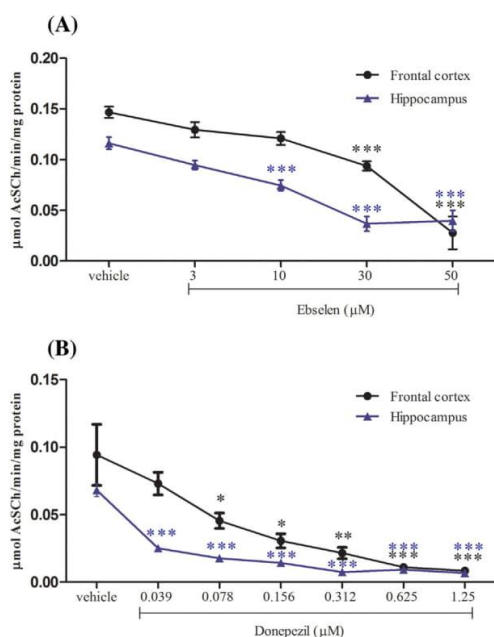 (A)
0.20
0.15
0.10
0.05
0.00
µmol AcSCh/min/mg protein
Frontal cortex
Hippocampus
***
***
***
***
***
vehicle 3 10 30 50
Ebselen (µM)
(B)
0.15
0.10
0.05
0.00
µmol AcSCh/min/mg protein
Frontal cortex
Hippocampus
* * **
*** *** *** *** *** ***
*** ***
vehicle 0.039 0.078 0.156 0.312 0.625 1.25
Donepezil (µM)